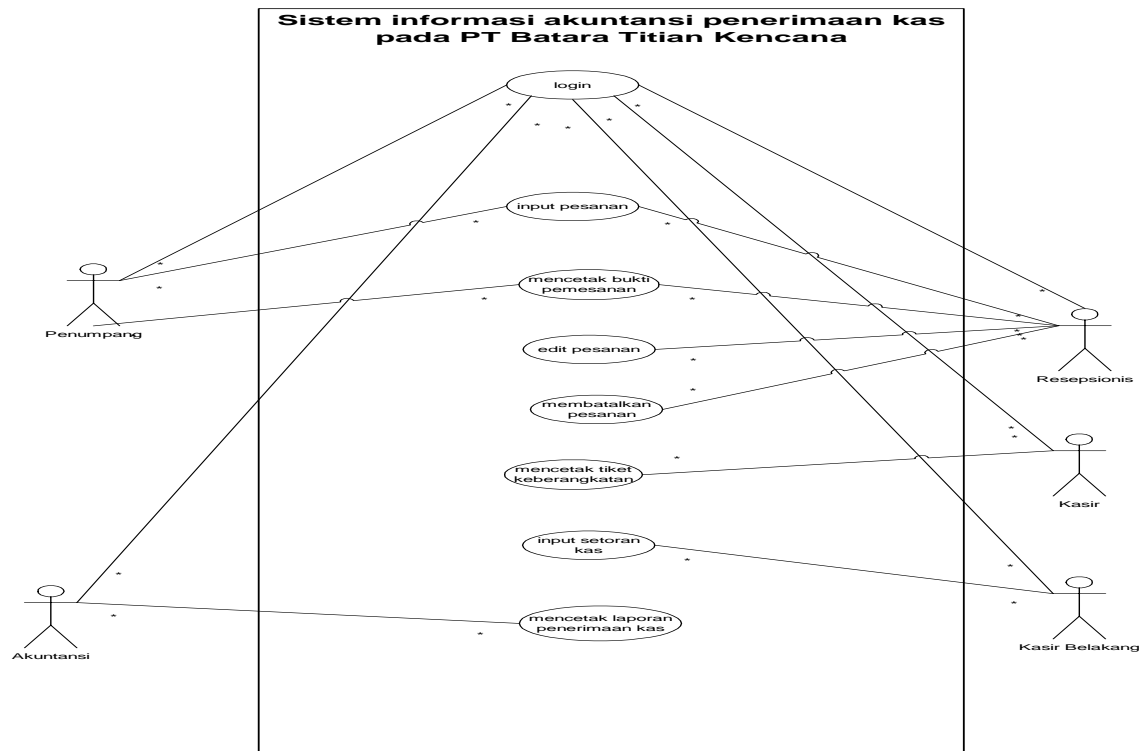 Sistem informasi akuntansi penerimaan kas
pada PT Batara Titian Kencana
login
input pesanan
mencetak bukti
pemesanan
edit pesanan
membatalkan
pesanan
mencetak tiket
keberangkatan
input setoran
kas
mencetak laporan
penerimaan kas
Penumpang
Akuntansi
Resepsionis
Kasir
Kasir Belakang